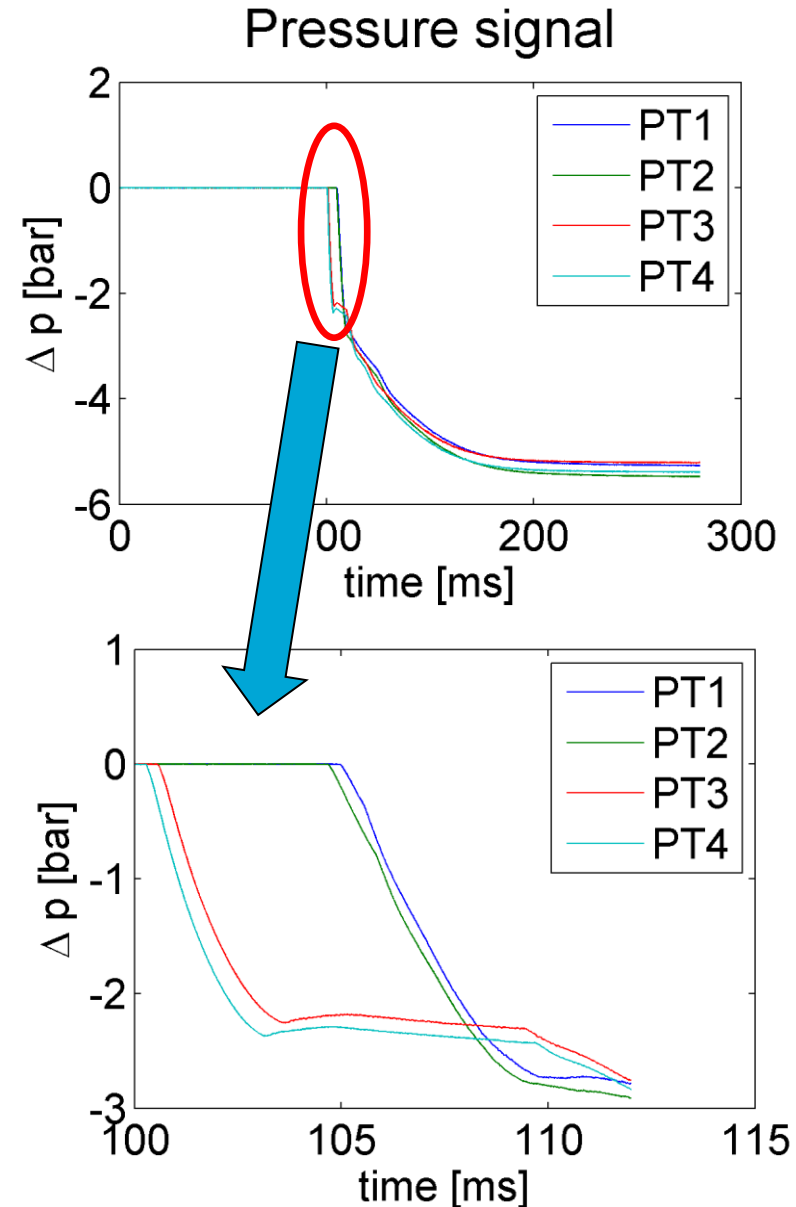 Pressure signal
2
0
-2
-4
-6
Δ p [bar]
PT1
PT2
PT3
PT4
0
00
200
300
time [ms]
1
0
-1
-2
-3
Δ p [bar]
PT1
PT2
PT3
PT4
100
105
110
115
time [ms]